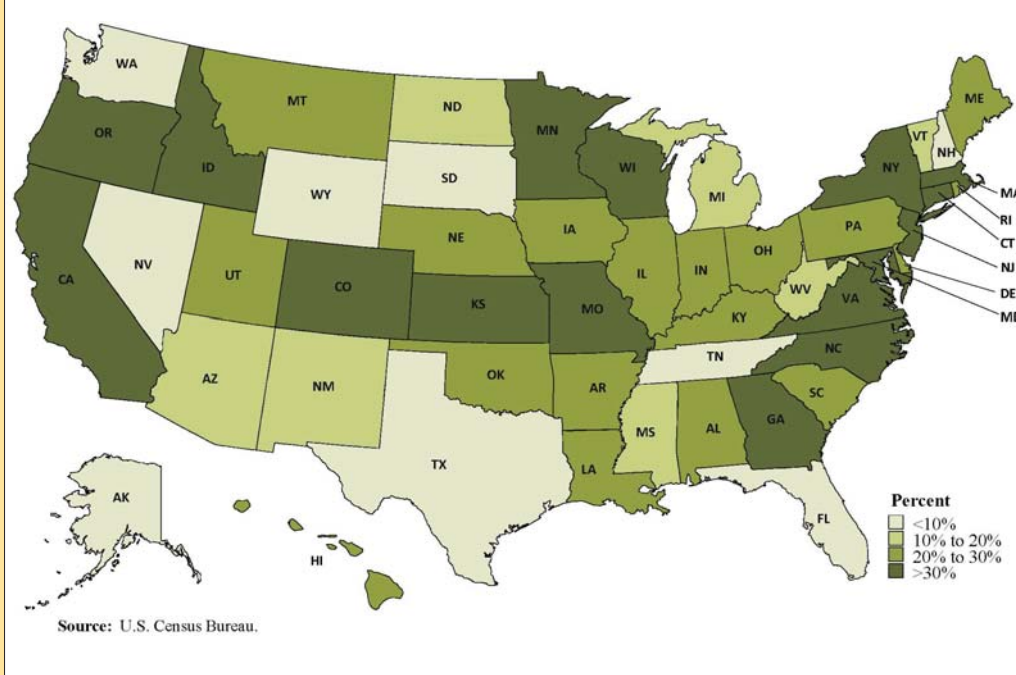 WA
MT
ND
MN
ME
VT
NH
OR
ID
WI
NY
SD
WY
MI
MA
RI
CT
NJ
DE
NE
IA
PA
OH
IL
IN
NV
UT
CA
CO
KS
MO
WV
VA
KY
NC
TN
AZ
NM
OK
AR
SC
GA
MS
AL
TX
LA
AK
FL
HI
Percent
<10%
10% to 20%
20% to 30%
>30%
Source: U.S. Census Bureau.